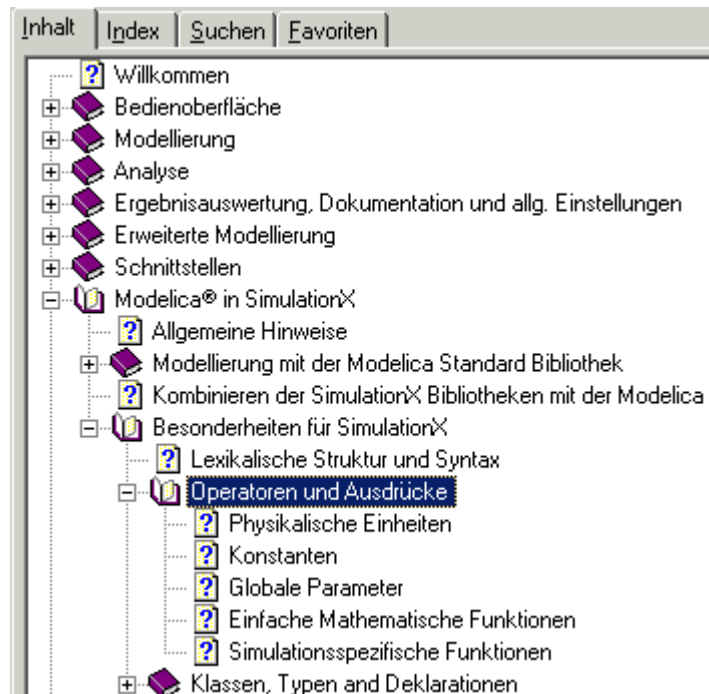 Inhalt Index Suchen Favoriten
Willkommen
Bedienoberfläche
Modellierung
Analyse
Ergebnisauswertung, Dokumentation und allg. Einstellungen
Erweiterte Modellierung
Schnittstellen
Modelica® in SimulationX
Allgemeine Hinweise
Modellierung mit der Modelica Standard Bibliothek
Kombinieren der SimulationX Bibliotheken mit der Modelica
Besonderheiten für SimulationX
Lexikalische Struktur und Syntax
Operatoren und Ausdrücke
Physikalische Einheiten
Konstanten
Globale Parameter
Einfache Mathematische Funktionen
Simulationsspezifische Funktionen
Klassen, Typen and Deklarationen